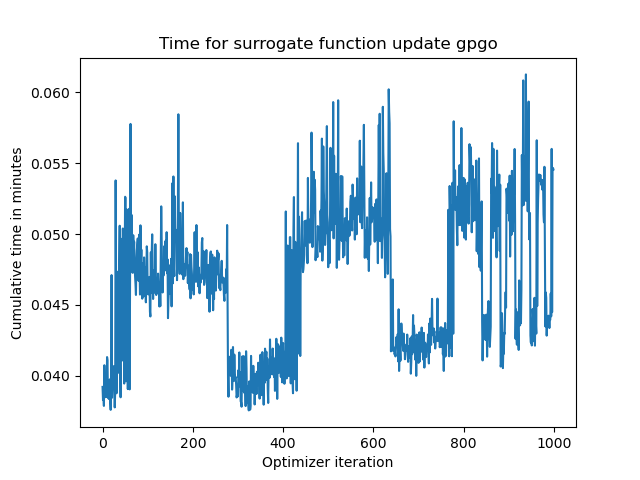 Time for surrogate function update gpgo
0.060
0.055
0.050
0.045
0.040
Cumulative time in minutes
0 200 400 600 800 1000
Optimizer iteration